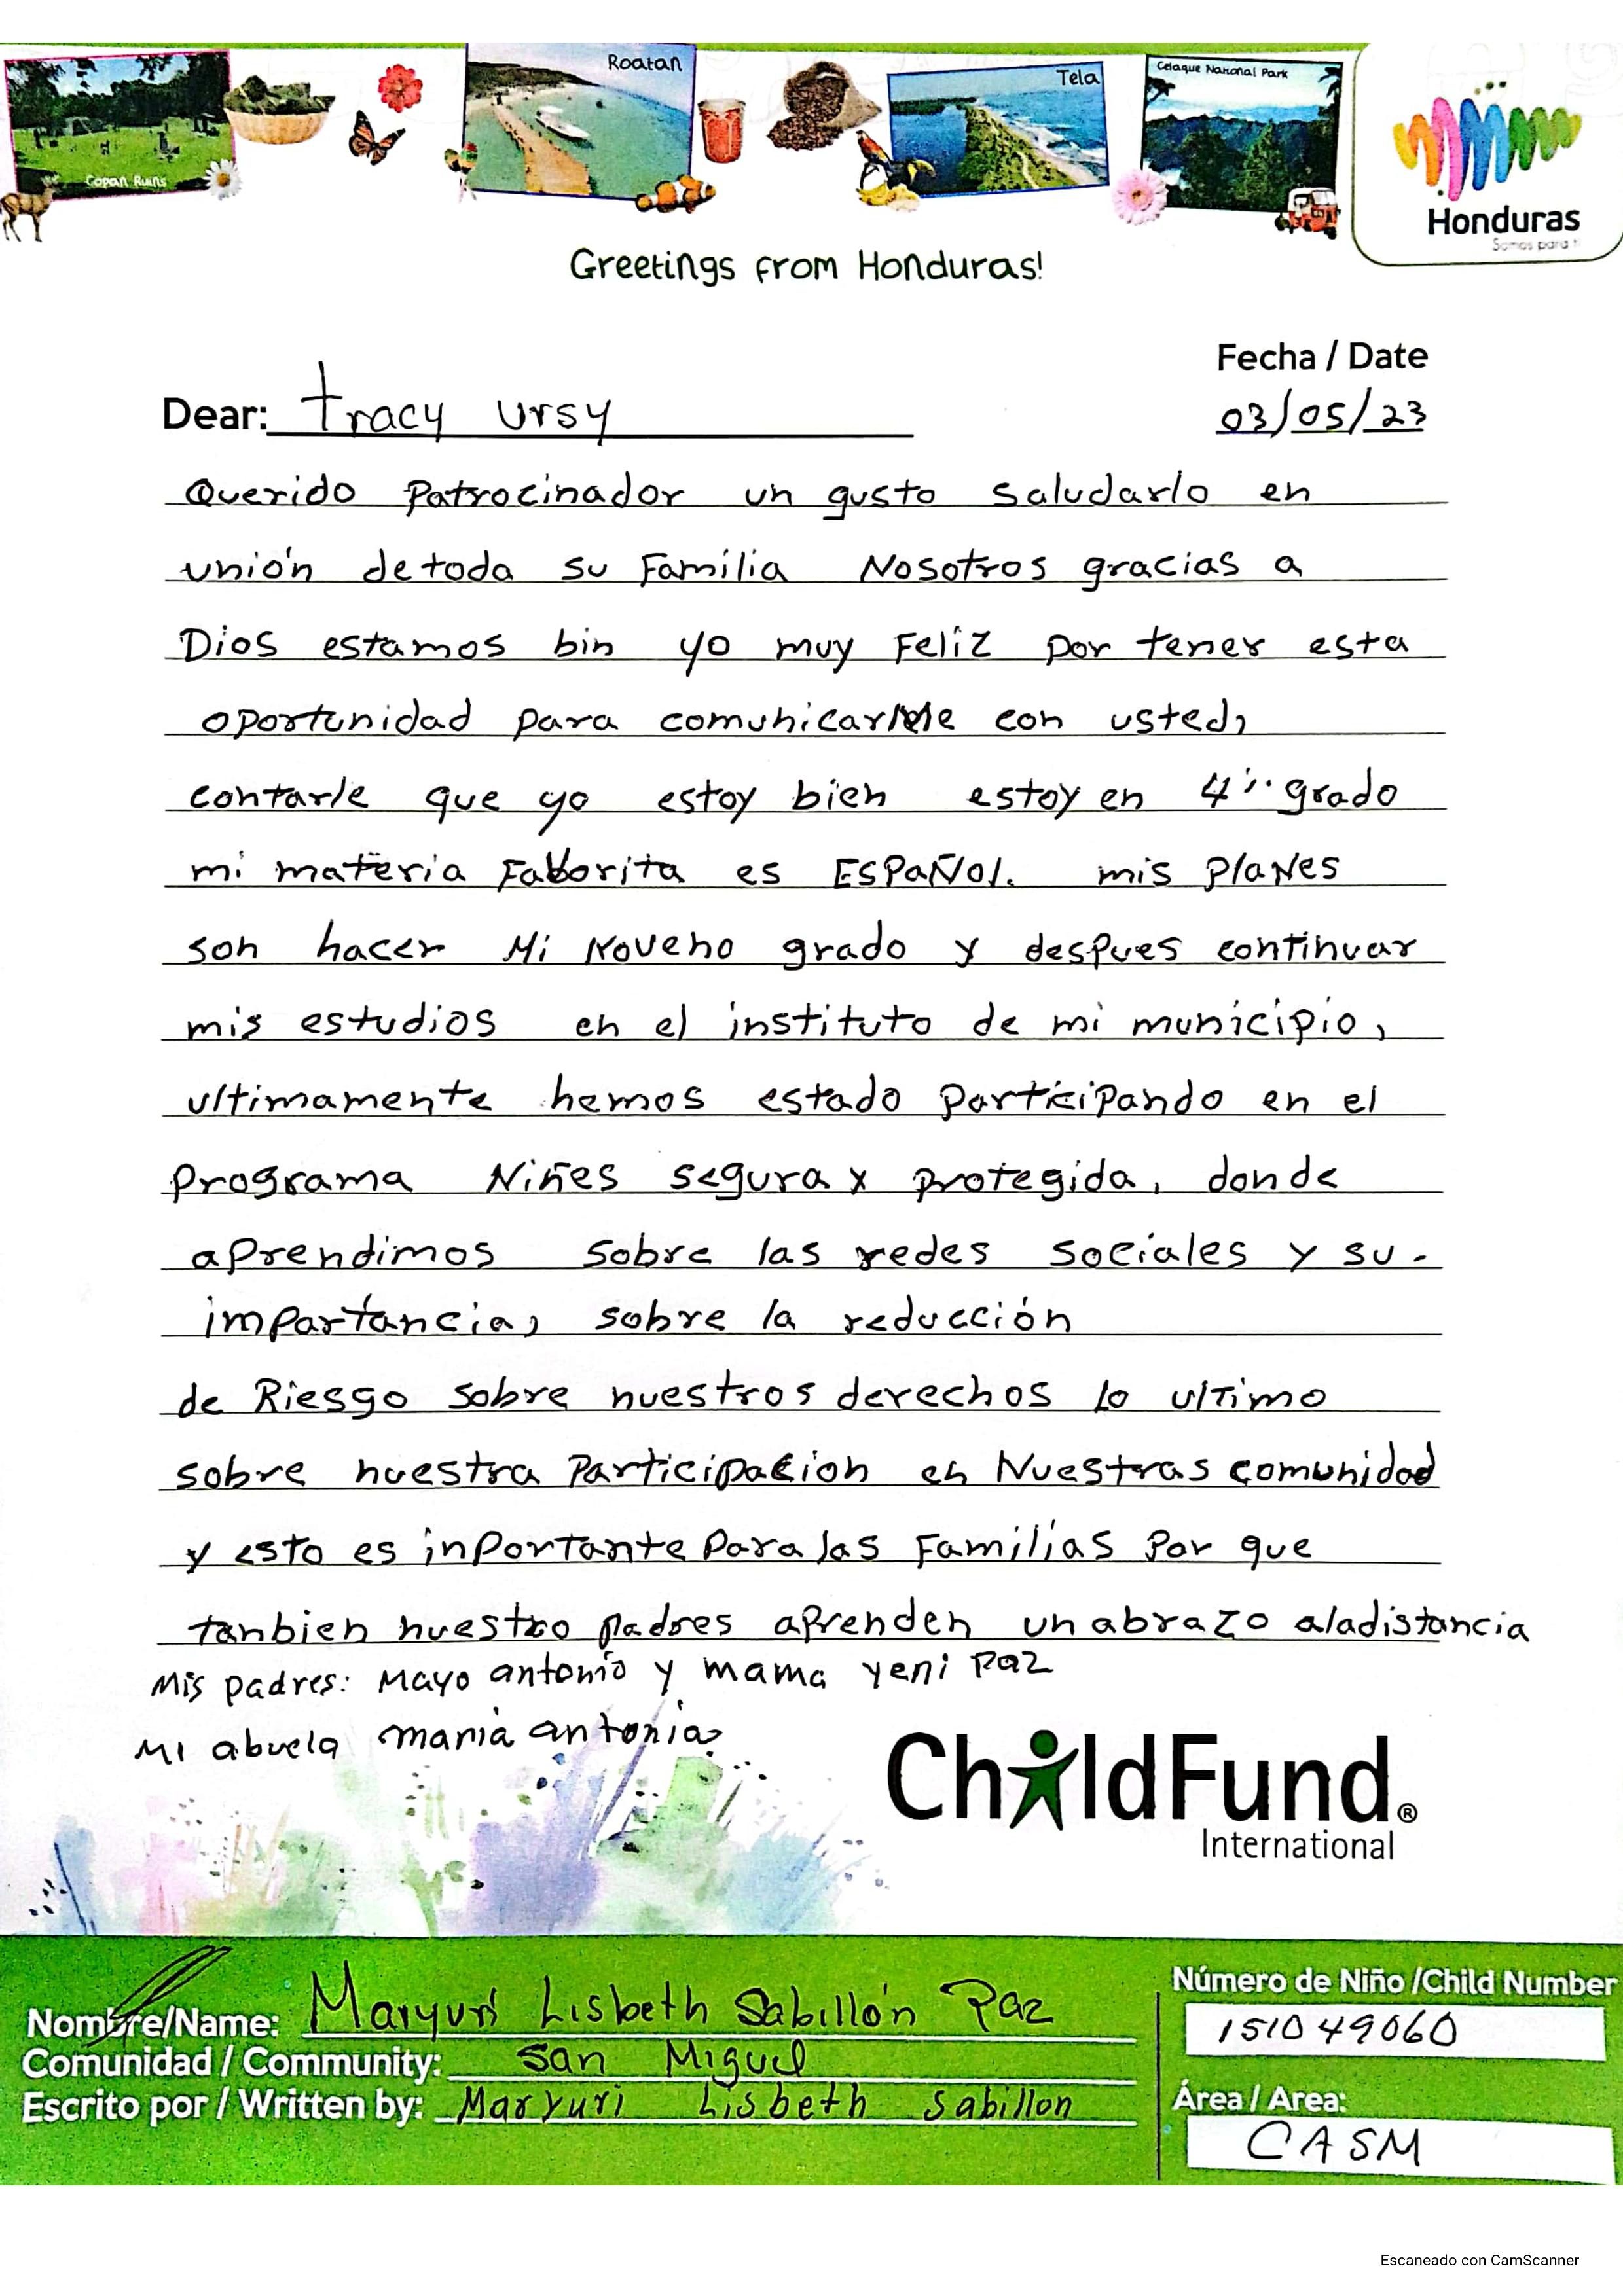 Roatan
Tela
Celaque National Park
Copan Ruins
Honduras
Somos para ti
Greetings from Honduras!
Fecha / Date
03/05/23
Dear: tracy ursy
Querido Patrocinador un gusto saludarlo en
unión de toda su Familia Nosotros gracias a
Dios estamos bin yo muy Feliz por tener esta
oportunidad para comunicarme con usted,
contarle que yo estoy bien estoy en 4 grado
mi materia Faborita es ESPAÑOl. mis PlaNes
son hacer Mi Noveno grado y despues continuar
mis estudios en el instituto de mi municipio,
ultimamente hemos estado participando en el
Programa Niñes segura y protegida, donde
aprendimos sobre las redes sociales y su.
importancia, sobre la reducción
de Riesgo sobre nuestros derechos lo ultimo
sobre nuestra Participacion en Nuestras comunidad
y esto es inportante Para las Familias Por que
tanbien nuestro padres aprenden un abrazo aladistancia
Mis padres: Mayo antonio y mama yeni Paz
MI abuela maria antonia
ChildFund®
International
Nombre/Name: Maryuri Lisbeth Sabillón Paz
Comunidad / Community: San Miguel
Escrito por / Written by: Maryuri Lisbeth Sabillon
Número de Niño /Child Number
151049060
Área / Area:
CASM
Escaneado con CamScanner